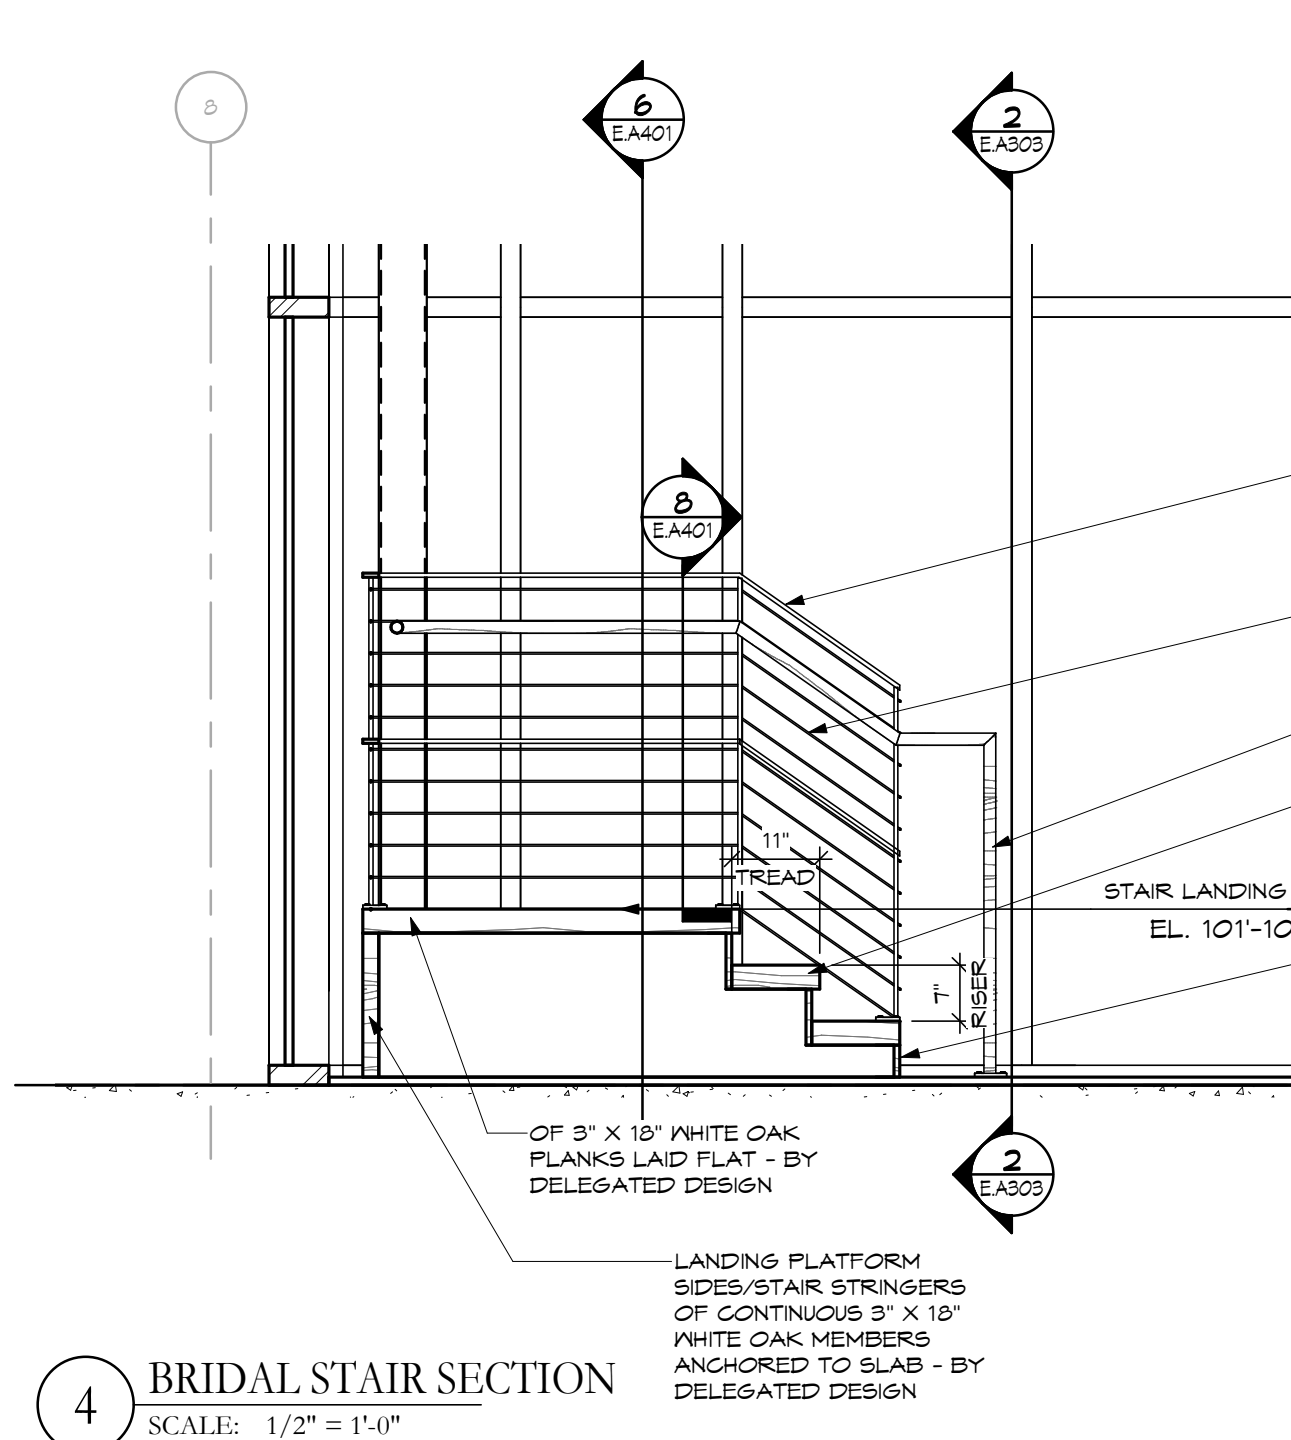 8
6
E.A401
2
E.A303
8
E.A401
11"
TREAD
STAIR LANDING
EL. 101'-10
7"
RISER
OF 3" X 18" WHITE OAK
PLANKS LAID FLAT - BY
DELEGATED DESIGN
2
E.A303
LANDING PLATFORM
SIDES/STAIR STRINGERS
OF CONTINUOUS 3" X 18"
WHITE OAK MEMBERS
ANCHORED TO SLAB - BY
DELEGATED DESIGN
4
BRIDAL STAIR SECTION
SCALE: 1/2" = 1'-0"